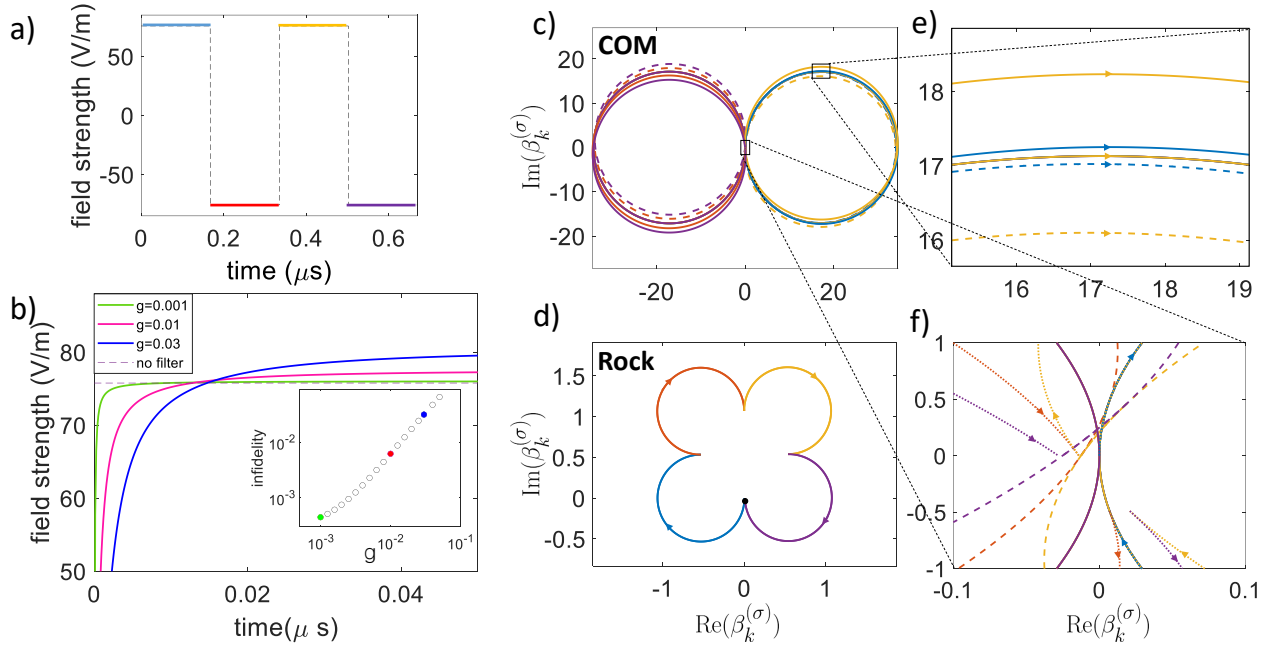 a)
field strength (V/m)
50
0
-50
0
0.2
0.4
0.6
time (μs)
b)
g=0.001
g=0.01
g=0.03
no filter
field strength (V/m)
80
70
60
50
infidelity
10⁻²
10⁻³
10⁻³
10⁻²
10⁻¹
g
0
0.02
0.04
time(μ s)
c)
COM
Im(β_k^(σ))
20
10
0
-10
-20
-20
0
20
d)
Rock
Im(β_k^(σ))
1.5
1
0.5
0
-0.5
-1
0
1
Re(β_k^(σ))
e)
18
17
16
16
17
18
19
f)
1
0.5
0
-0.5
-1
-0.1
0
0.1
Re(β_k^(σ))